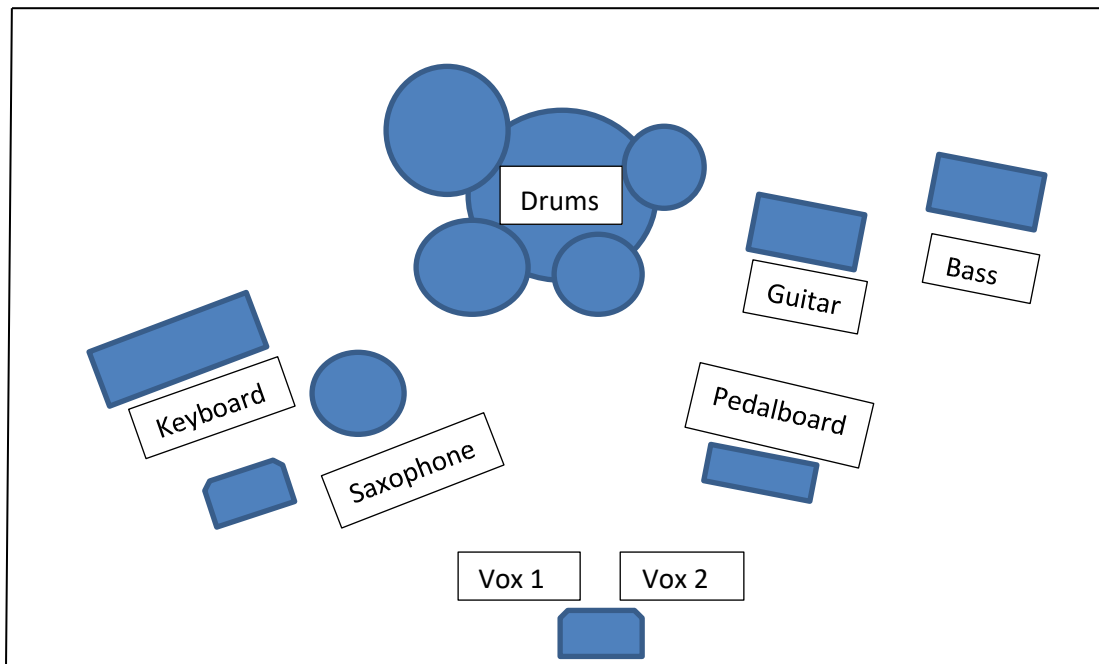 Drums
Bass
Guitar
Keyboard
Pedalboard
Saxophone
Vox 1
Vox 2